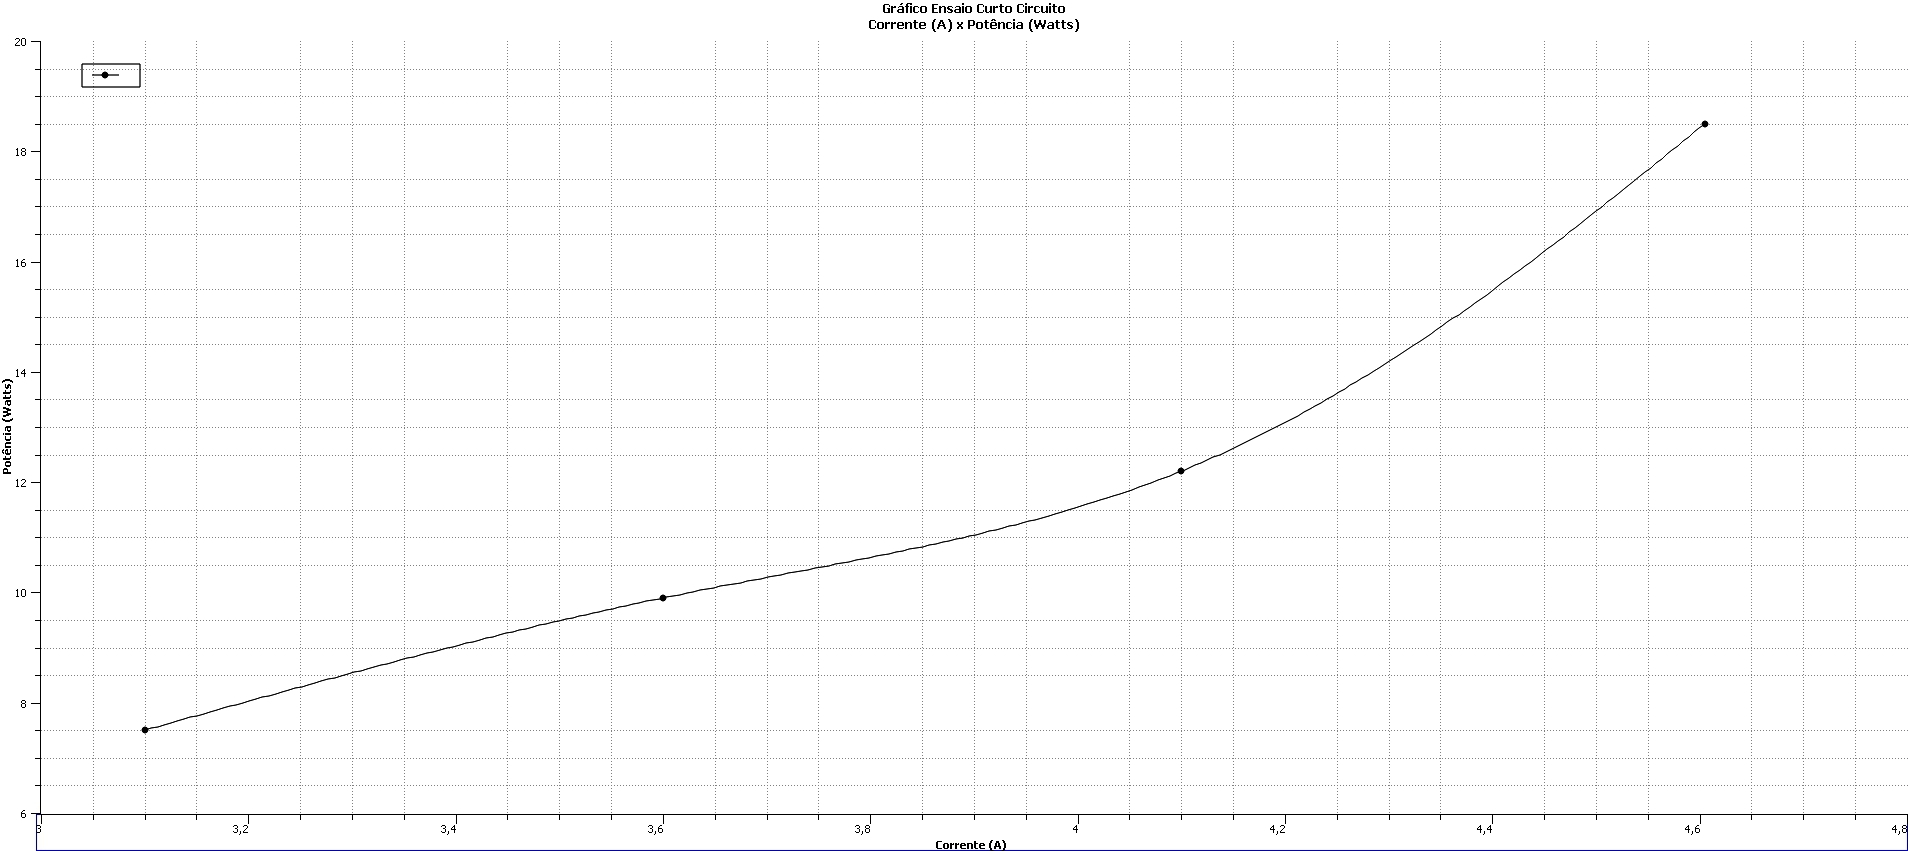 Gráfico Ensaio Curto Circuito
Corrente (A) x Potência (Watts)
20
18
16
14
12
10
8
6
Potência (Watts)
3 3,2 3,4 3,6 3,8 4 4,2 4,4 4,6 4,8
Corrente (A)